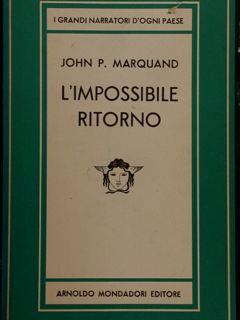 I GRANDI NARRATORI D'OGNI PAESE
JOHN P. MARQUAND
L'IMPOSSIBILE
RITORNO
ARNOLDO MONDADORI EDITORE